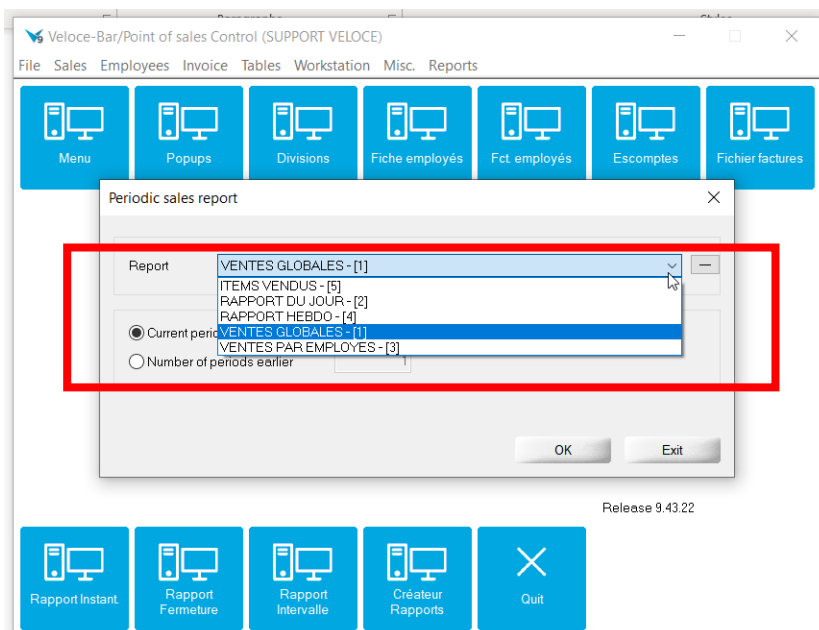 Veloce-Bar/Point of sales Control (SUPPORT VELOCE)
File Sales Employees Invoice Tables Workstation Misc. Reports
Menu
Popups
Divisions
Fiche employés
Fct. employés
Escomptes
Fichier factures
Periodic sales report
Report
VENTES GLOBALES - [1]
ITEMS VENDUS - [5]
RAPPORT DU JOUR - [2]
RAPPORT HEBDO - [4]
VENTES GLOBALES - [1]
VENTES PAR EMPLOYES - [3]
Current peri
Number of periods earlier
1
OK
Exit
Release 9.43.22
Rapport Instant.
Rapport
Fermeture
Rapport
Intervalle
Créateur
Rapports
Quit